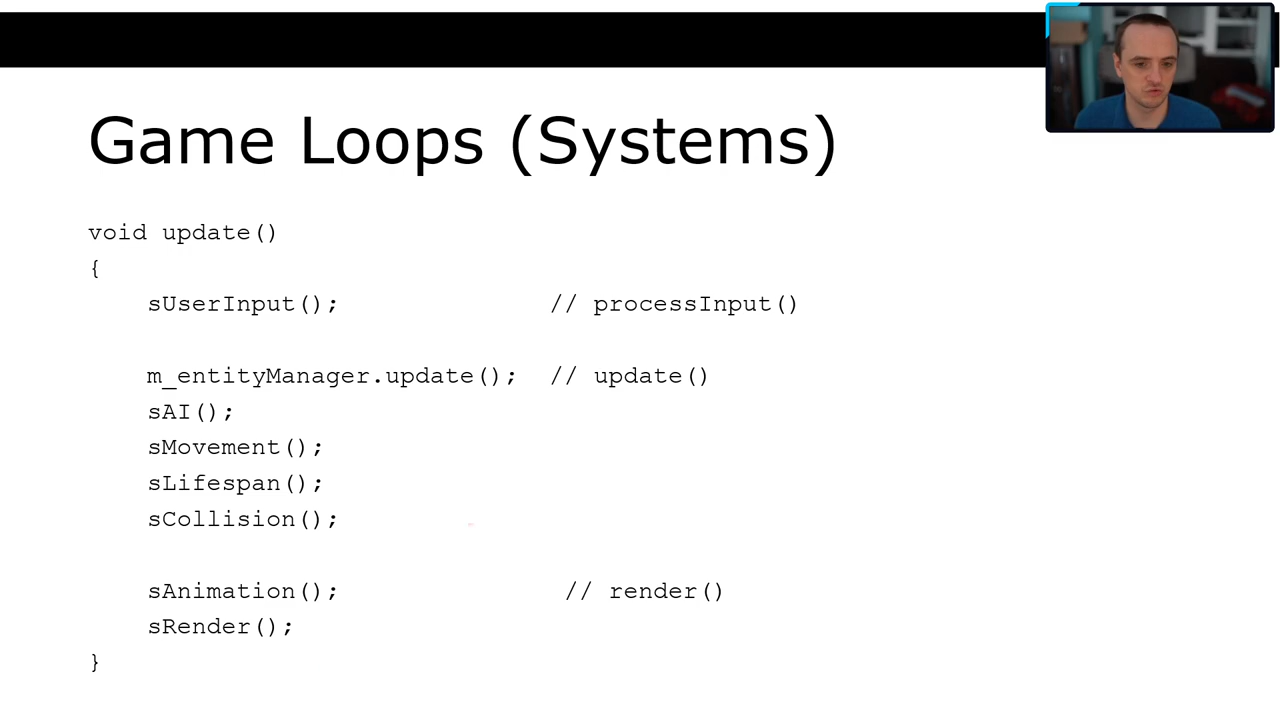 Game Loops (Systems)
void update()
{
sUserInput(); // processInput()
m_entityManager.update(); // update()
sAI();
sMovement();
sLifespan();
sCollision();
sAnimation(); // render()
sRender();
}